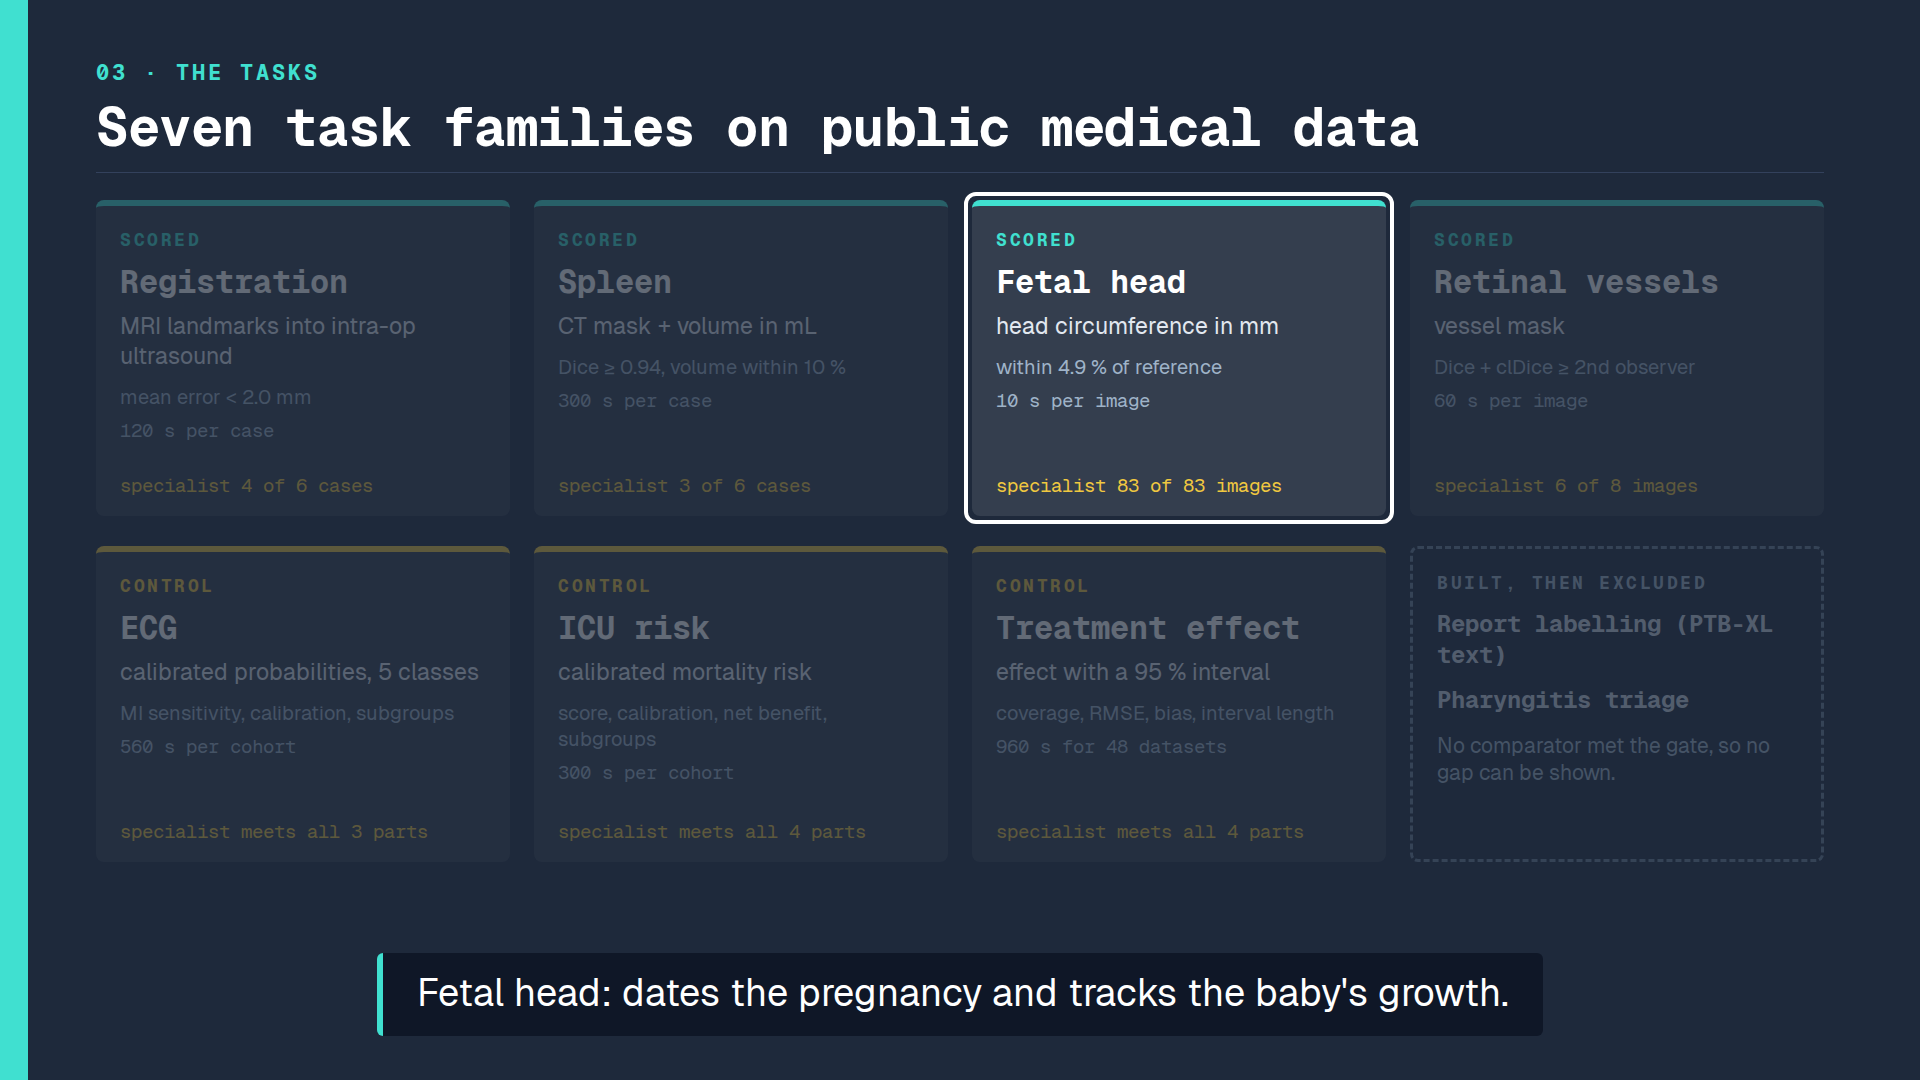 03 · THE TASKS
Seven task families on public medical data
SCORED
Registration
MRI landmarks into intra-op
ultrasound
mean error < 2.0 mm
120 s per case
specialist 4 of 6 cases
SCORED
Spleen
CT mask + volume in mL
Dice ≥ 0.94, volume within 10 %
300 s per case
specialist 3 of 6 cases
SCORED
Fetal head
head circumference in mm
within 4.9 % of reference
10 s per image
specialist 83 of 83 images
SCORED
Retinal vessels
vessel mask
Dice + clDice ≥ 2nd observer
60 s per image
specialist 6 of 8 images
CONTROL
ECG
calibrated probabilities, 5 classes
MI sensitivity, calibration, subgroups
560 s per cohort
specialist meets all 3 parts
CONTROL
ICU risk
calibrated mortality risk
score, calibration, net benefit,
subgroups
300 s per cohort
specialist meets all 4 parts
CONTROL
Treatment effect
effect with a 95 % interval
coverage, RMSE, bias, interval length
960 s for 48 datasets
specialist meets all 4 parts
BUILT, THEN EXCLUDED
Report labelling (PTB-XL
text)
Pharyngitis triage
No comparator met the gate, so no
gap can be shown.
Fetal head: dates the pregnancy and tracks the baby's growth.